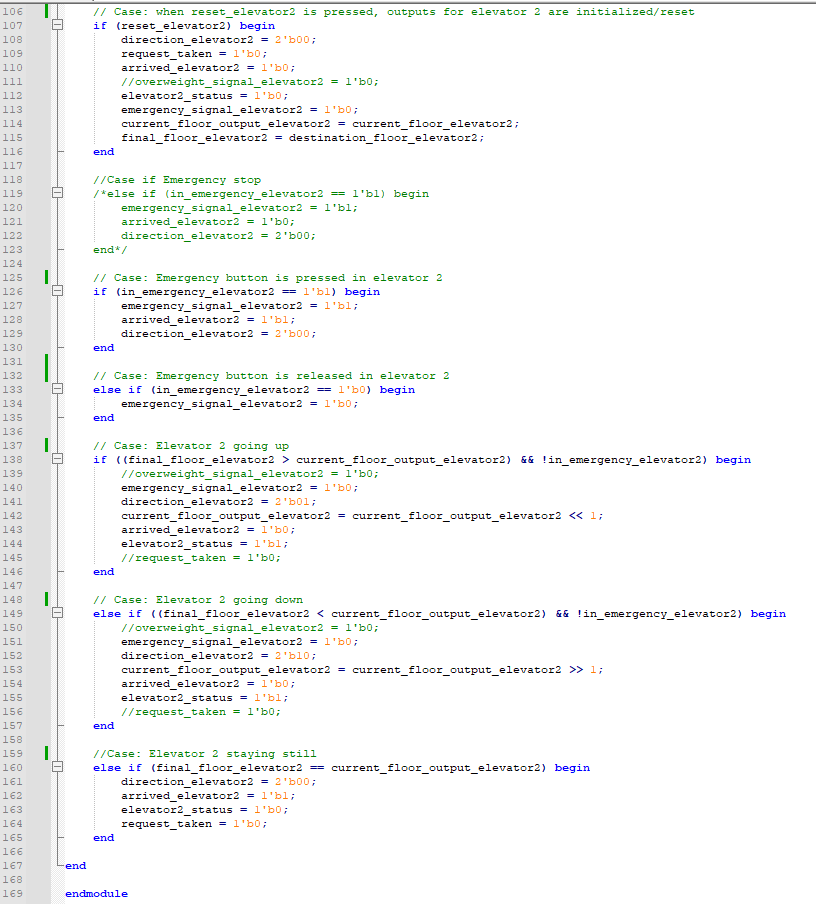 106 // Case: when reset_elevator2 is pressed, outputs for elevator 2 are initialized/reset
107 if (reset_elevator2) begin
108 direction_elevator2 = 2'b00;
109 request_taken = 1'b0;
110 arrived_elevator2 = 1'b0;
111 //overweight_signal_elevator2 = 1'b0;
112 elevator2_status = 1'b0;
113 emergency_signal_elevator2 = 1'b0;
114 current_floor_output_elevator2 = current_floor_elevator2;
115 final_floor_elevator2 = destination_floor_elevator2;
116 end
117
118 //Case if Emergency stop
119 /*else if (in_emergency_elevator2 == 1'b1) begin
120 emergency_signal_elevator2 = 1'b1;
121 arrived_elevator2 = 1'b0;
122 direction_elevator2 = 2'b00;
123 end*/
124
125 // Case: Emergency button is pressed in elevator 2
126 if (in_emergency_elevator2 == 1'b1) begin
127 emergency_signal_elevator2 = 1'b1;
128 arrived_elevator2 = 1'b1;
129 direction_elevator2 = 2'b00;
130 end
131
132 // Case: Emergency button is released in elevator 2
133 else if (in_emergency_elevator2 == 1'b0) begin
134 emergency_signal_elevator2 = 1'b0;
135 end
136
137 // Case: Elevator 2 going up
138 if ((final_floor_elevator2 > current_floor_output_elevator2) && !in_emergency_elevator2) begin
139 //overweight_signal_elevator2 = 1'b0;
140 emergency_signal_elevator2 = 1'b0;
141 direction_elevator2 = 2'b01;
142 current_floor_output_elevator2 = current_floor_output_elevator2 << 1;
143 arrived_elevator2 = 1'b0;
144 elevator2_status = 1'b1;
145 //request_taken = 1'b0;
146 end
147
148 // Case: Elevator 2 going down
149 else if ((final_floor_elevator2 < current_floor_output_elevator2) && !in_emergency_elevator2) begin
150 //overweight_signal_elevator2 = 1'b0;
151 emergency_signal_elevator2 = 1'b0;
152 direction_elevator2 = 2'b10;
153 current_floor_output_elevator2 = current_floor_output_elevator2 >> 1;
154 arrived_elevator2 = 1'b0;
155 elevator2_status = 1'b1;
156 //request_taken = 1'b0;
157 end
158
159 //Case: Elevator 2 staying still
160 else if (final_floor_elevator2 == current_floor_output_elevator2) begin
161 direction_elevator2 = 2'b00;
162 arrived_elevator2 = 1'b1;
163 elevator2_status = 1'b0;
164 request_taken = 1'b0;
165 end
166
167 end
168
169 endmodule